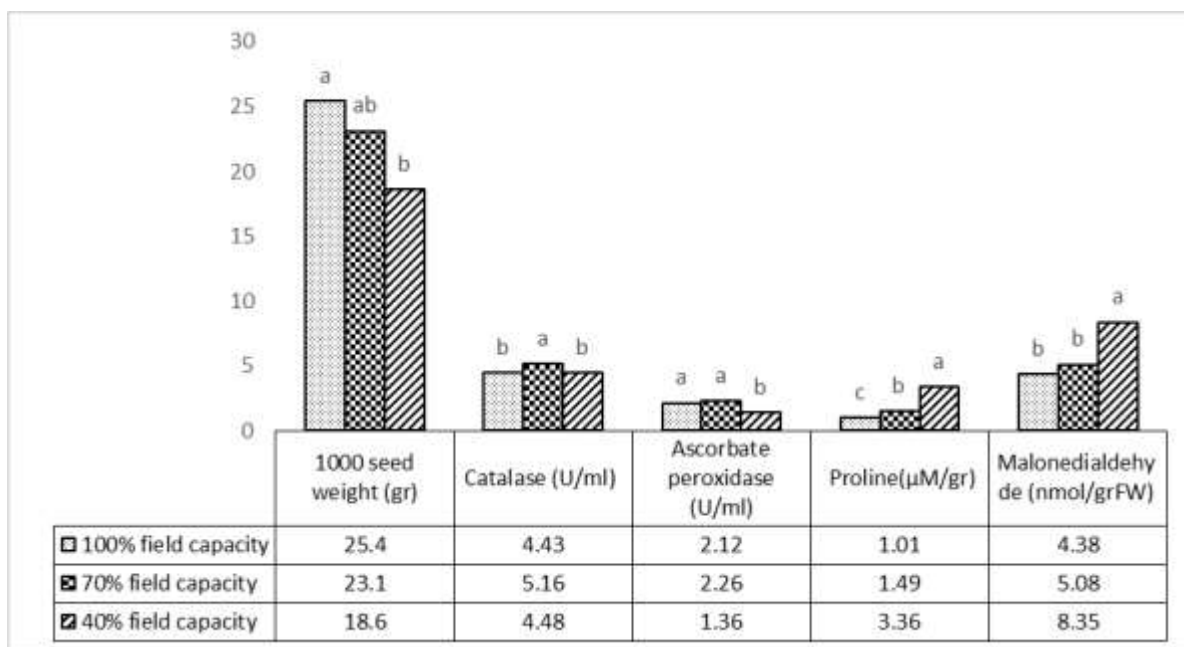 30
25
20
15
10
5
0
a
ab
b
b
a
b
a
a
b
c
b
a
b
b
a
1000 seed
weight (gr)
Catalase (U/ml)
Ascorbate
peroxidase
(U/ml)
Proline(µM/gr)
Malonedialdehy
de (nmol/grFW)
100% field capacity 25.4 4.43 2.12 1.01 4.38
70% field capacity 23.1 5.16 2.26 1.49 5.08
40% field capacity 18.6 4.48 1.36 3.36 8.35